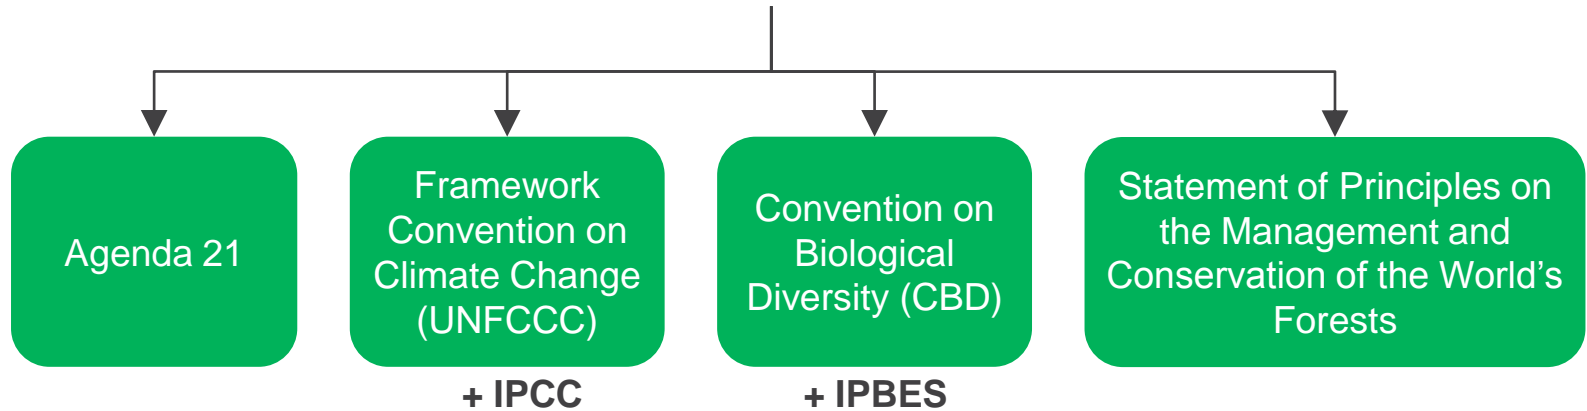 Agenda 21
Framework
Convention on
Climate Change
(UNFCCC)
+ IPCC
Convention on
Biological
Diversity (CBD)
+ IPBES
Statement of Principles on
the Management and
Conservation of the World's
Forests